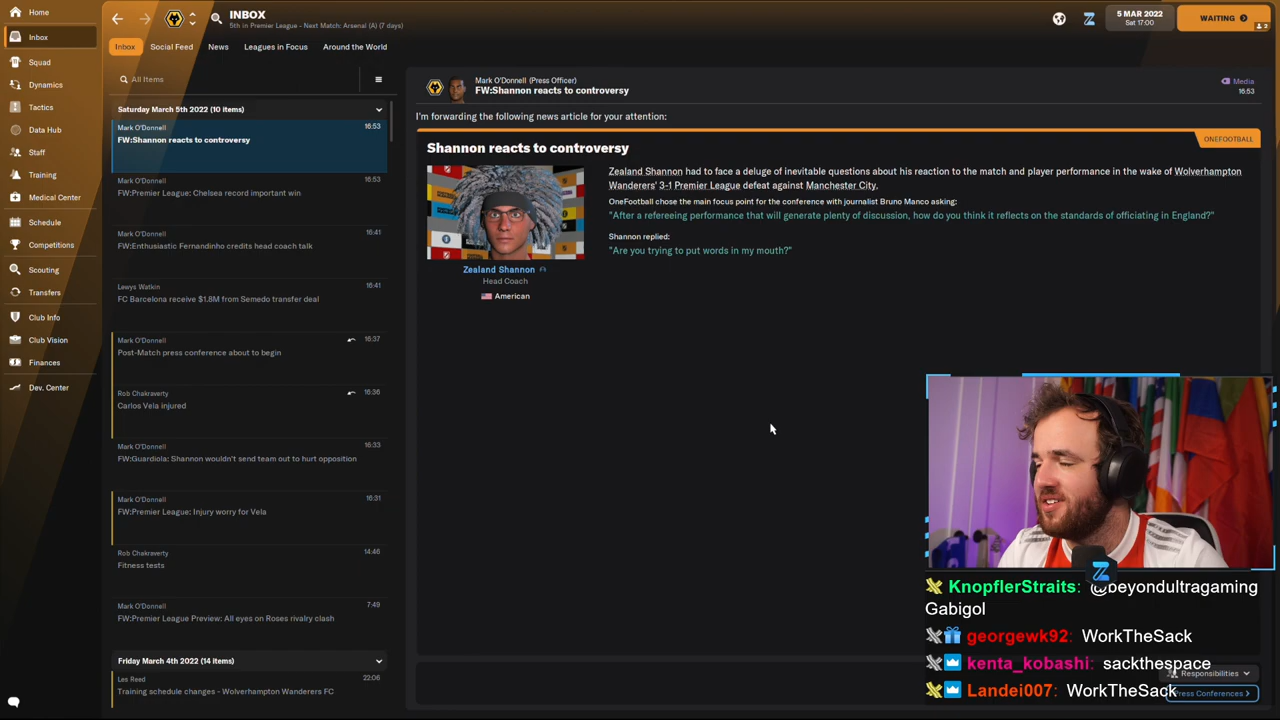 Home
Inbox
Squad
Dynamics
Tactics
Data Hub
Staff
Training
Medical Center
Schedule
Competitions
Scouting
Transfers
Club Info
Club Vision
Finances
Dev. Center
INBOX
5th in Premier League - Next Match: Arsenal (A) (7 days)
5 MAR 2022
Sat 17:00
WAITING
2
Inbox
Social Feed
News
Leagues in Focus
Around the World
All Items
Saturday March 5th 2022 (10 items)
Mark O'Donnell 16:53
FW:Shannon reacts to controversy
Mark O'Donnell 16:53
FW:Premier League: Chelsea record important win
Mark O'Donnell 16:41
FW:Enthusiastic Fernandinho credits head coach talk
Lewys Watkin 16:41
FC Barcelona receive $1.8M from Semedo transfer deal
Mark O'Donnell 16:37
Post-Match press conference about to begin
Rob Chakraverty 16:36
Carlos Vela injured
Mark O'Donnell 16:33
FW:Guardiola: Shannon wouldn't send team out to hurt opposition
Mark O'Donnell 16:31
FW:Premier League: Injury worry for Vela
Rob Chakraverty 14:46
Fitness tests
Mark O'Donnell 7:49
FW:Premier League Preview: All eyes on Roses rivalry clash
Friday March 4th 2022 (14 items)
Les Reed 22:06
Training schedule changes - Wolverhampton Wanderers FC
Mark O'Donnell (Press Officer)
FW:Shannon reacts to controversy
Media
16:53
I'm forwarding the following news article for your attention:
ONEFOOTBALL
Shannon reacts to controversy
Zealand Shannon had to face a deluge of inevitable questions about his reaction to the match and player performance in the wake of Wolverhampton
Wanderers' 3-1 Premier League defeat against Manchester City.
OneFootball chose the main focus point for the conference with journalist Bruno Manco asking:
"After a refereeing performance that will generate plenty of discussion, how do you think it reflects on the standards of officiating in England?"
Shannon replied:
"Are you trying to put words in my mouth?"
Zealand Shannon
Head Coach
American
KnopflerStraits: @beyondultragaming
Gabigol
georgewk92: WorkTheSack
kenta_kobashi: sackthespace
Landei007: WorkTheSack
Responsibilities
Press Conferences